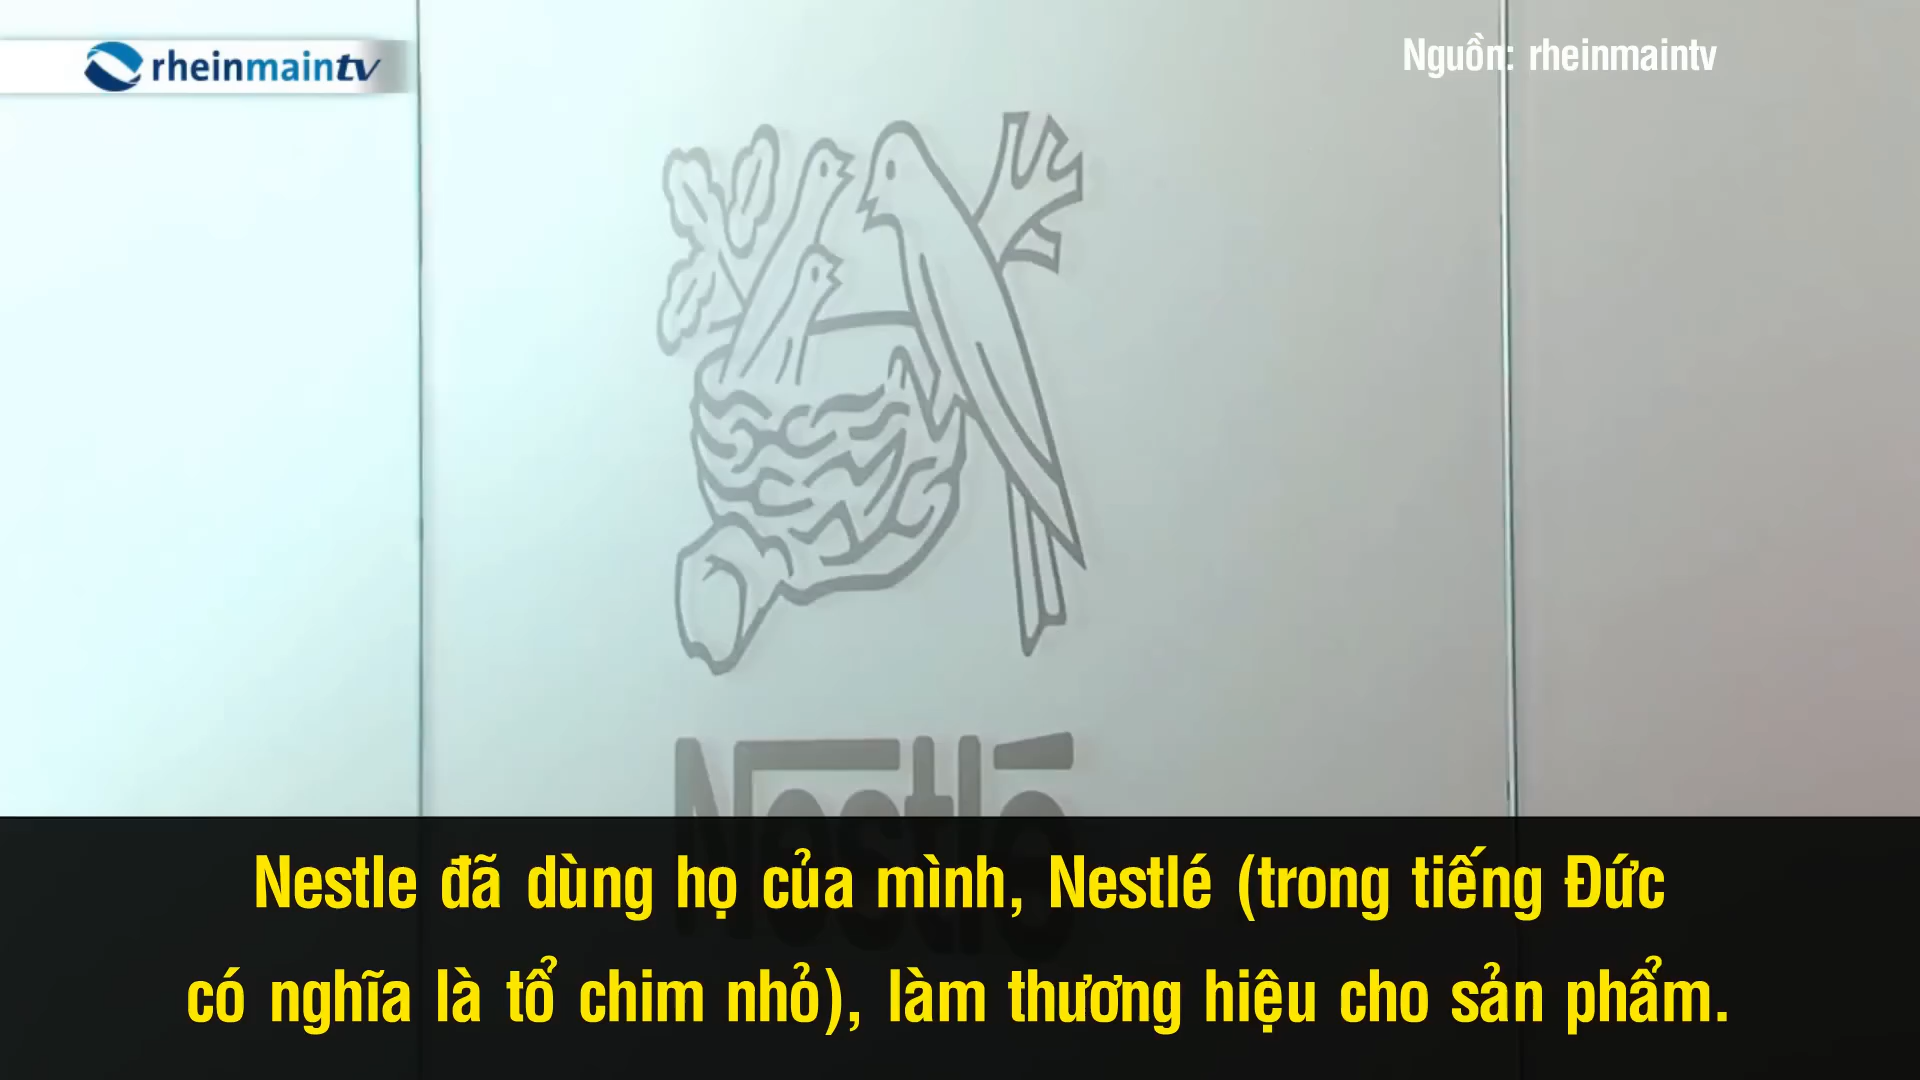 rheinmaintv
Nguồn: rheinmaintv
Nestlé
Nestle đã dùng họ của mình, Nestlé (trong tiếng Đức
có nghĩa là tổ chim nhỏ), làm thương hiệu cho sản phẩm.